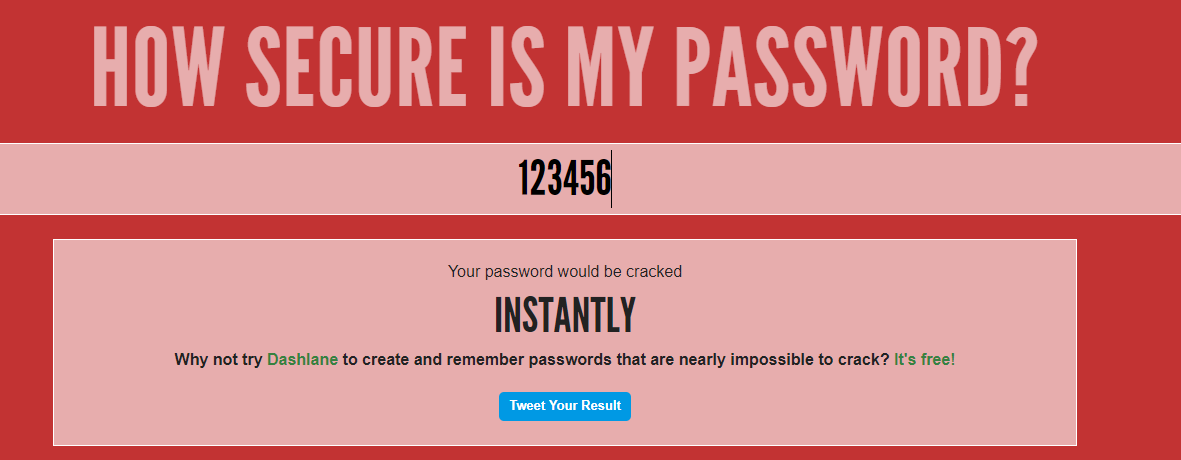 HOW SECURE IS MY PASSWORD?
123456
Your password would be cracked
INSTANTLY
Why not try Dashlane to create and remember passwords that are nearly impossible to crack? It's free!
Tweet Your Result